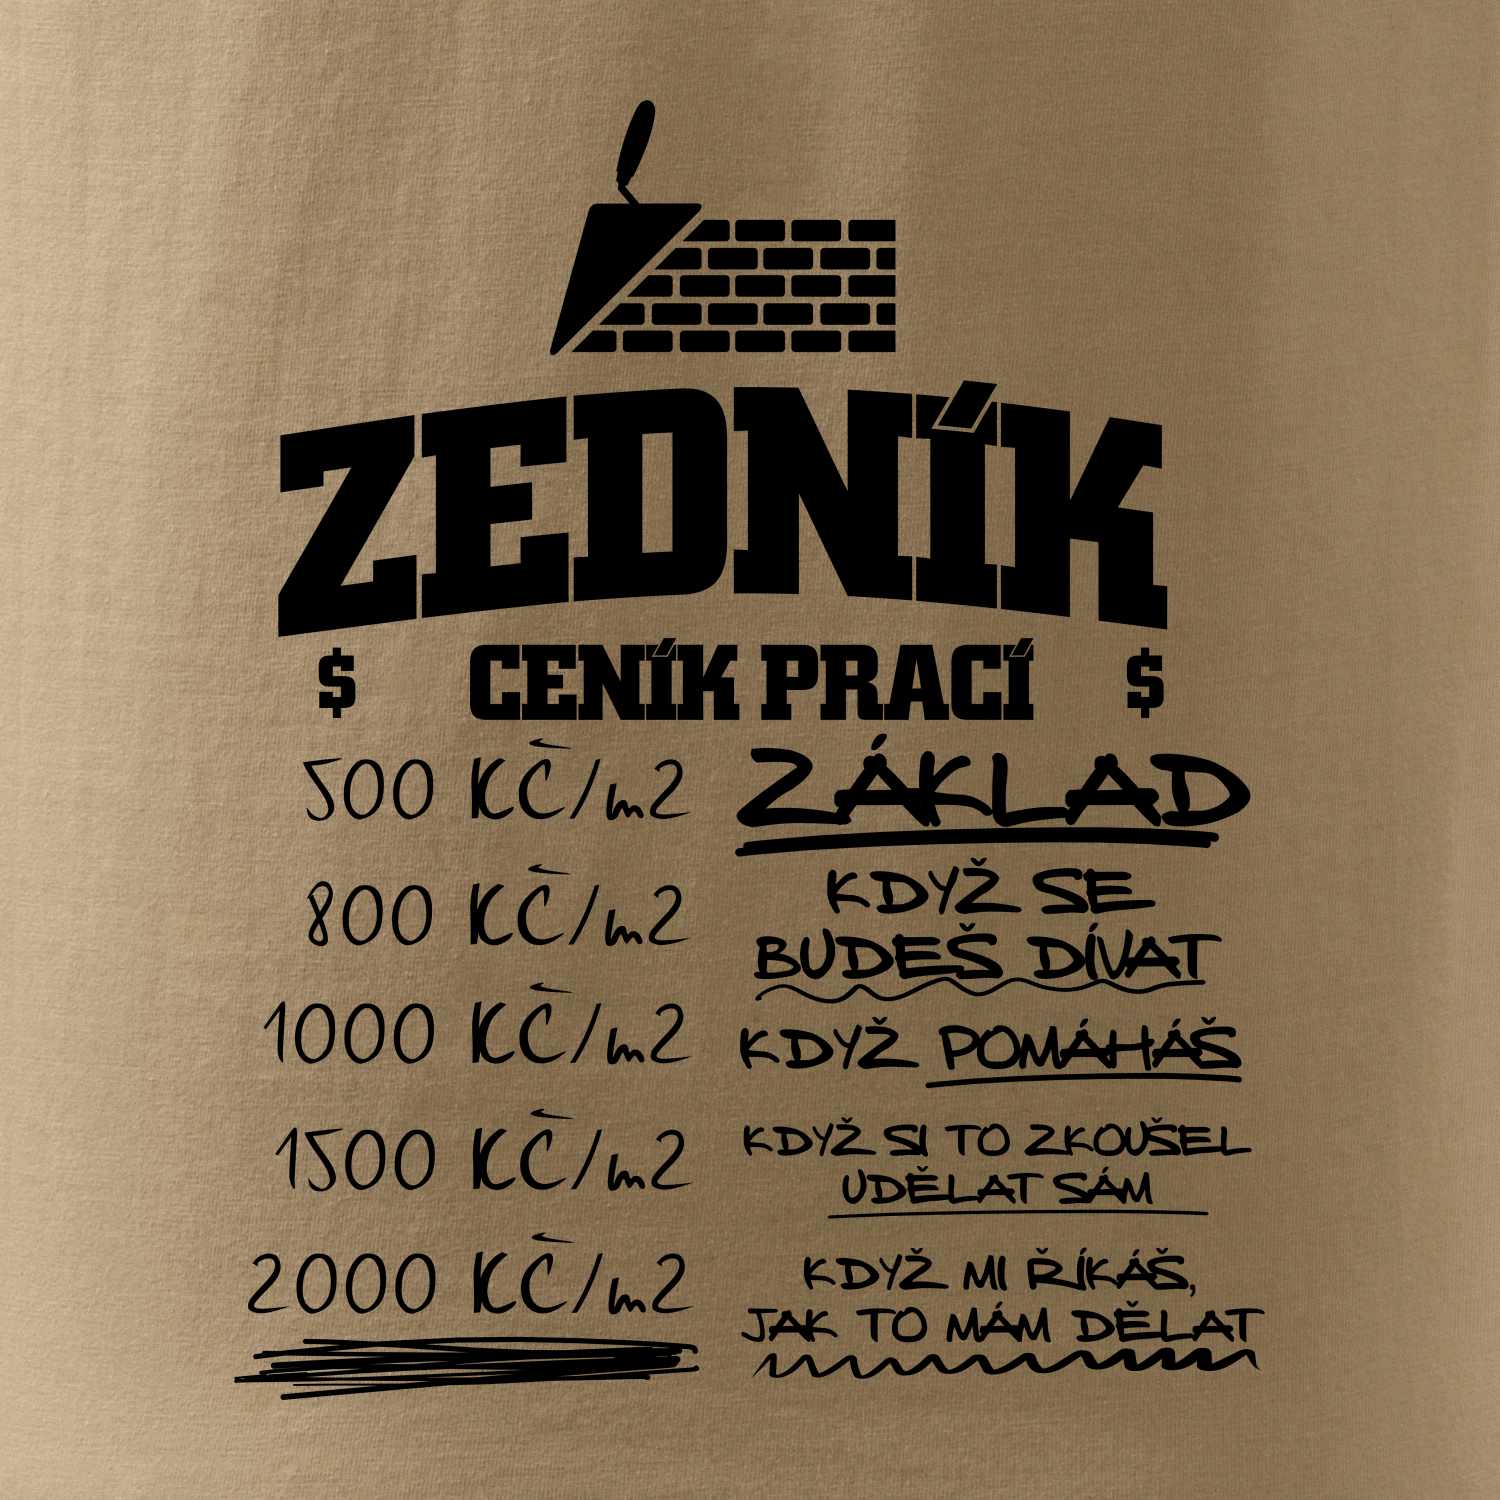 ZEDNÍK
$ CENÍK PRACÍ $
500 KČ/m2 ZÁKLAD
800 KČ/m2 KDYŽ SE
BUDEŠ DÍVAT
1000 KČ/m2 KDYŽ POMÁHÁŠ
1500 KČ/m2 KDYŽ SI TO ZKOUŠEL
UDĚLAT SÁM
2000 KČ/m2 KDYŽ MI ŘÍKÁŠ,
JAK TO MÁM DĚLAT